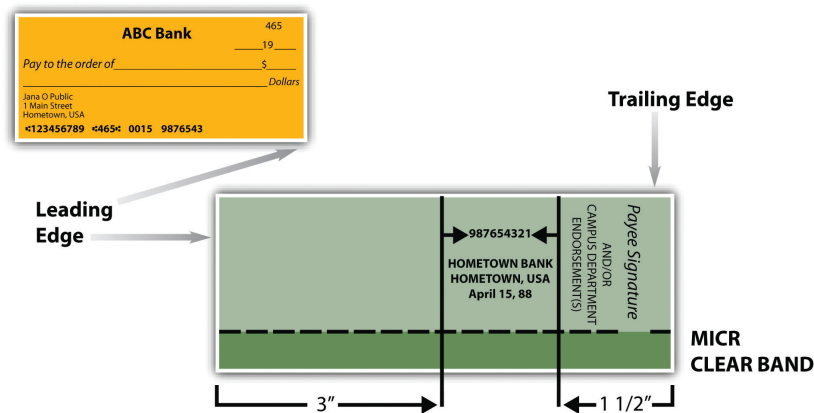 ABC Bank
465
19
Pay to the order of
$
Dollars
Jana O Public
1 Main Street
Hometown, USA
⑆123456789 ⑆465⑆ 0015 9876543
Trailing Edge
Leading
Edge
987654321
HOMETOWN BANK
HOMETOWN, USA
April 15, 88
Payee Signature
AND/OR
CAMPUS DEPARTMENT
ENDORSEMENT(S)
MICR
CLEAR BAND
3”
1 1/2”